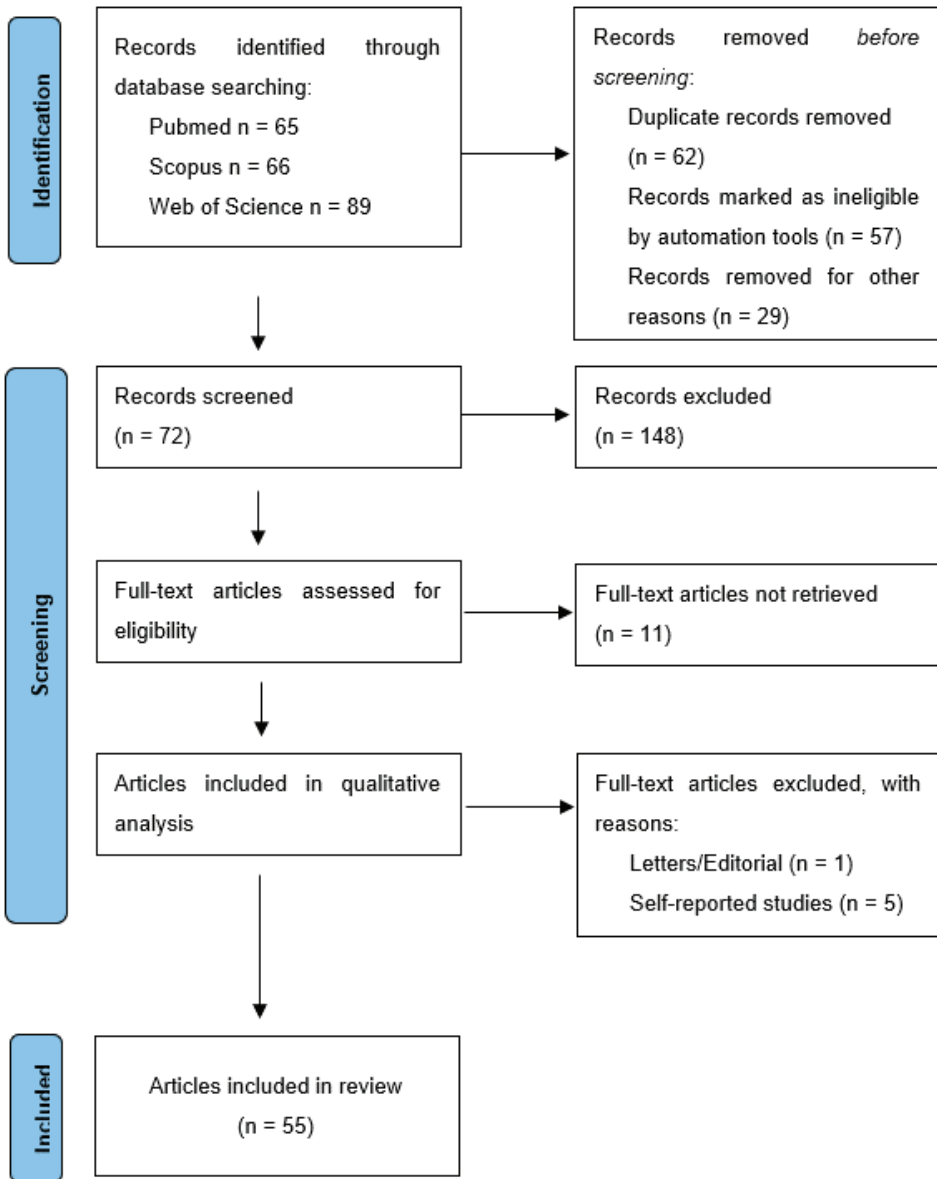 Identification
Records identified through
database searching:
Pubmed n = 65
Scopus n = 66
Web of Science n = 89
Records removed before
screening:
Duplicate records removed
(n = 62)
Records marked as ineligible
by automation tools (n = 57)
Records removed for other
reasons (n = 29)
Screening
Records screened
(n = 72)
Records excluded
(n = 148)
Full-text articles assessed for
eligibility
Full-text articles not retrieved
(n = 11)
Articles included in qualitative
analysis
Full-text articles excluded, with
reasons:
Letters/Editorial (n = 1)
Self-reported studies (n = 5)
Included
Articles included in review
(n = 55)